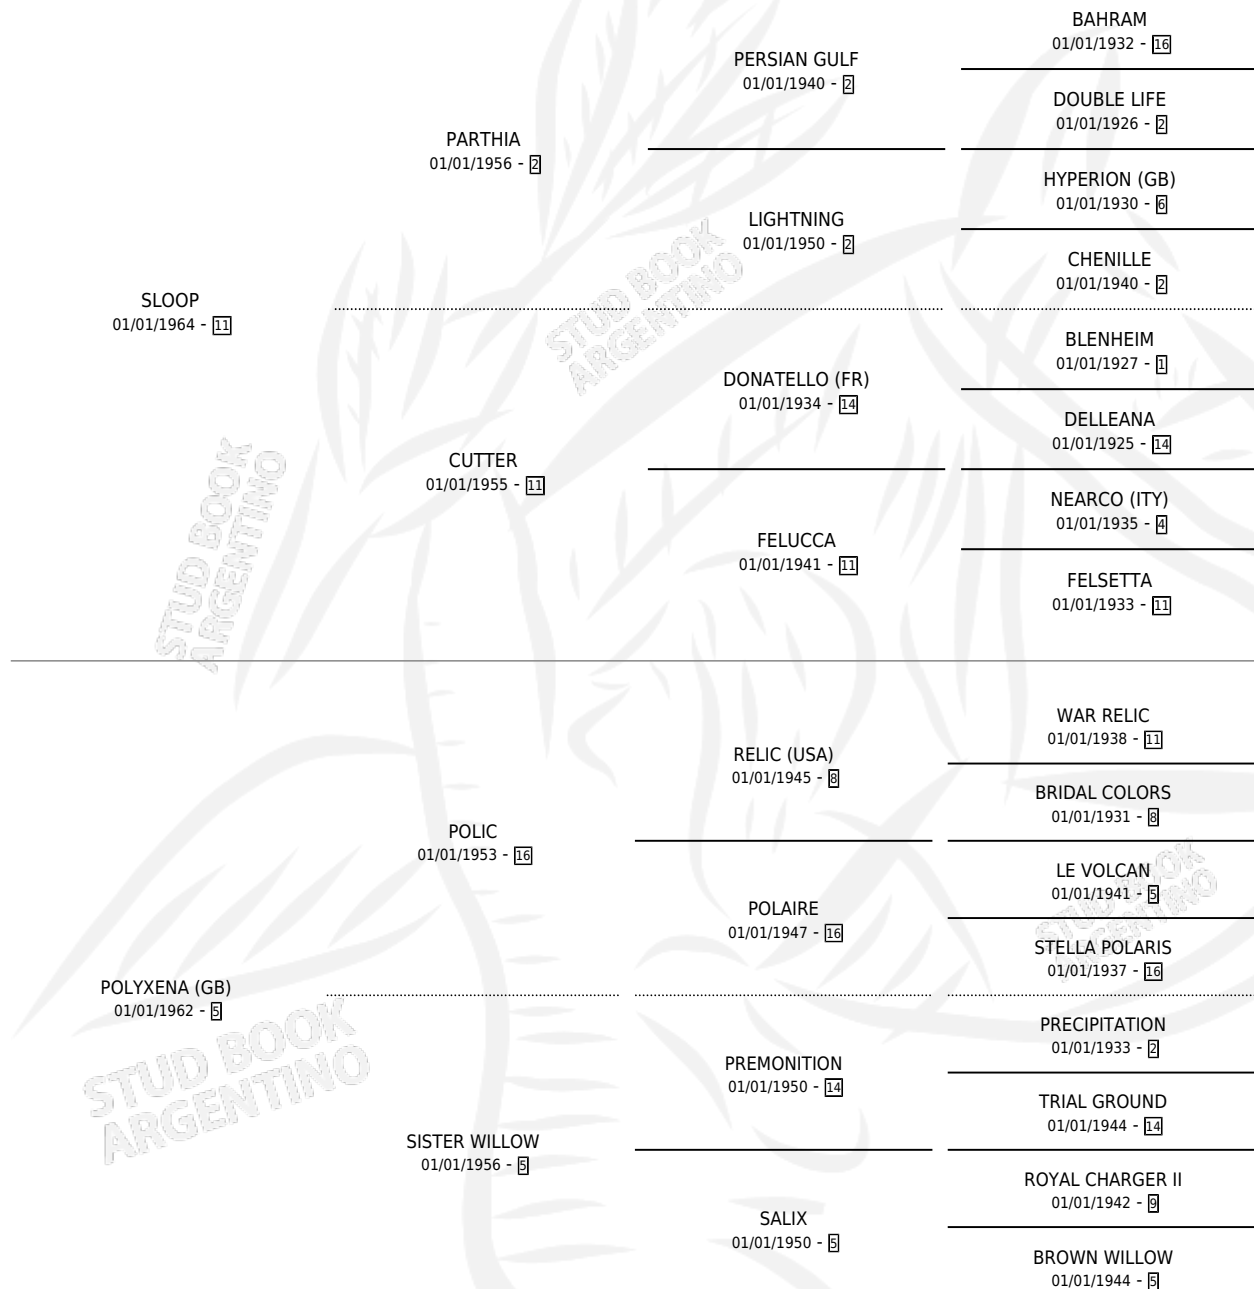 BAHRAM
01/01/1932 - 16
PERSIAN GULF
01/01/1940 - 2
DOUBLE LIFE
01/01/1926 - 2
PARTHIA
01/01/1956 - 2
HYPERION (GB)
01/01/1930 - 6
LIGHTNING
01/01/1950 - 2
CHENILLE
01/01/1940 - 2
SLOOP
01/01/1964 - 11
BLENHEIM
01/01/1927 - 1
DONATELLO (FR)
01/01/1934 - 14
DELLEANA
01/01/1925 - 14
CUTTER
01/01/1955 - 11
NEARCO (ITY)
01/01/1935 - 4
FELUCCA
01/01/1941 - 11
FELSETTA
01/01/1933 - 11
WAR RELIC
01/01/1938 - 11
RELIC (USA)
01/01/1945 - 8
BRIDAL COLORS
01/01/1931 - 8
POLIC
01/01/1953 - 16
LE VOLCAN
01/01/1941 - 5
POLAIRE
01/01/1947 - 16
STELLA POLARIS
01/01/1937 - 16
POLYXENA (GB)
01/01/1962 - 5
PRECIPITATION
01/01/1933 - 2
PREMONITION
01/01/1950 - 14
TRIAL GROUND
01/01/1944 - 14
SISTER WILLOW
01/01/1956 - 5
ROYAL CHARGER II
01/01/1942 - 9
SALIX
01/01/1950 - 5
BROWN WILLOW
01/01/1944 - 5
STUD BOOK
ARGENTINO
STUD BOOK
ARGENTINO
STUD BOOK
ARGENTINO
STUD BOOK
ARGENTINO